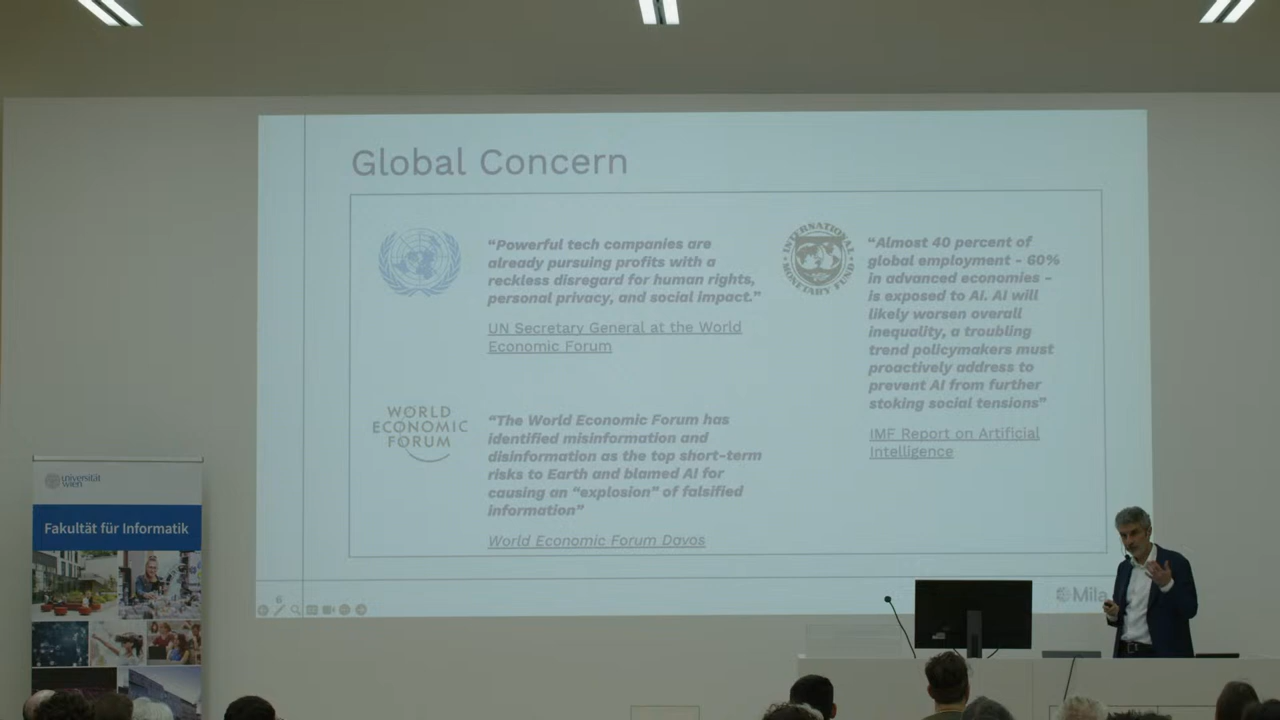 Global Concern
“Powerful tech companies are
already pursuing profits with a
reckless disregard for human rights,
personal privacy, and social impact.”
UN Secretary General at the World
Economic Forum
WORLD
ECONOMIC
FORUM
“The World Economic Forum has
identified misinformation and
disinformation as the top short-term
risks to Earth and blamed AI for
causing an “explosion” of falsified
information”
World Economic Forum Davos
INTERNATIONAL
MONETARY FUND
“Almost 40 percent of
global employment - 60%
in advanced economies -
is exposed to AI. AI will
likely worsen overall
inequality, a troubling
trend policymakers must
proactively address to
prevent AI from further
stoking social tensions”
IMF Report on Artificial
Intelligence
6
Mila
universität
wien
Fakultät für Informatik